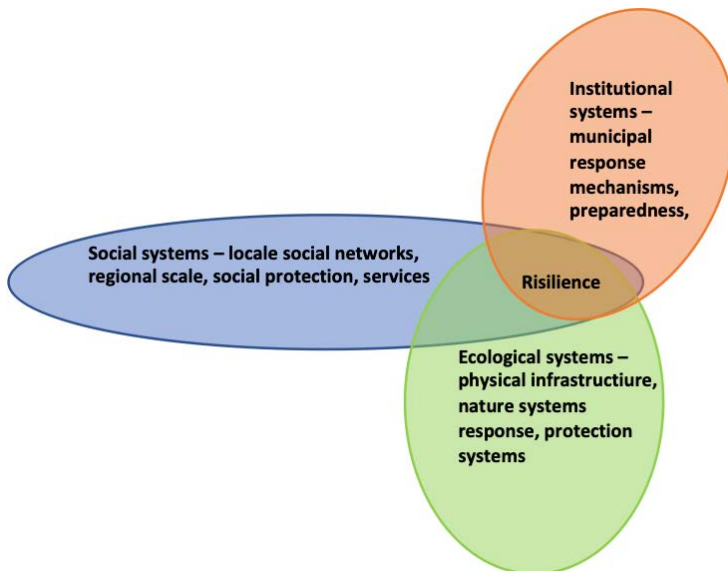 Institutional
systems –
municipal
response
mechanisms,
preparedness,
Social systems – locale social networks,
regional scale, social protection, services
Risilience
Ecological systems –
physical infrastructiure,
nature systems
response, protection
systems